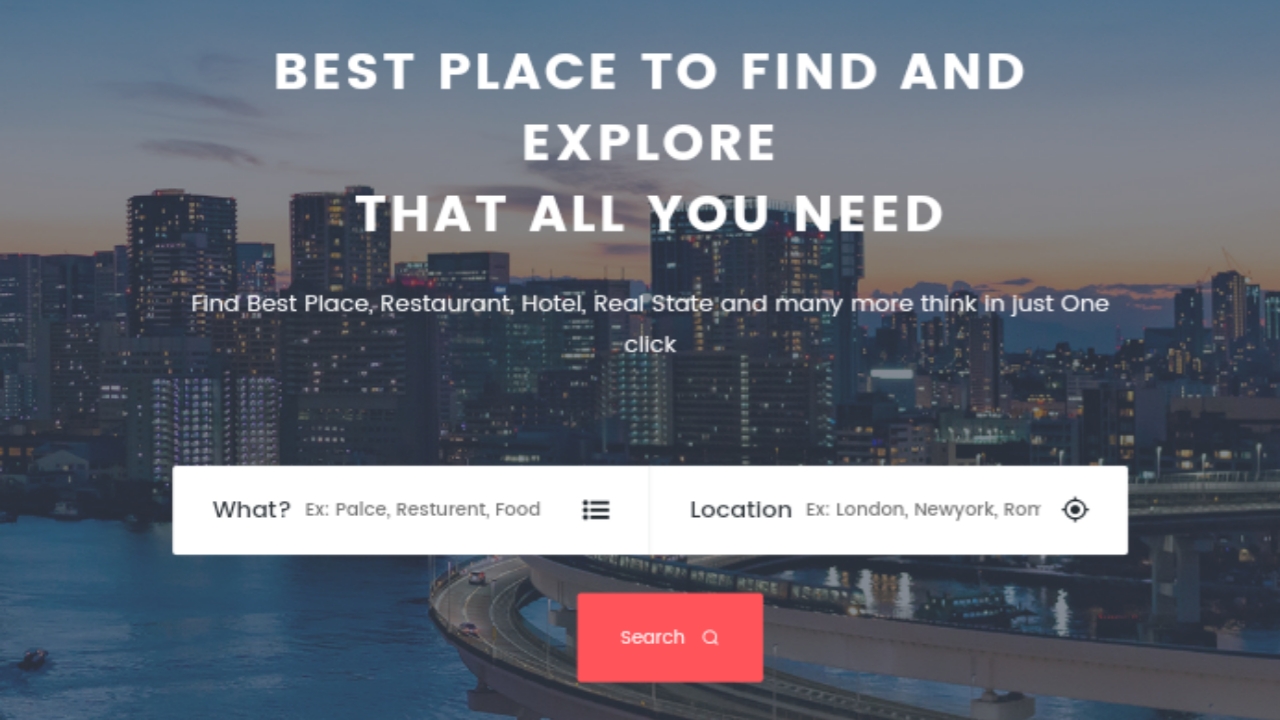 BEST PLACE TO FIND AND
EXPLORE
THAT ALL YOU NEED
Find Best Place, Restaurant, Hotel, Real State and many more think in just One
click
What? Ex: Palce, Resturent, Food
Location Ex: London, Newyork, Rom
Search